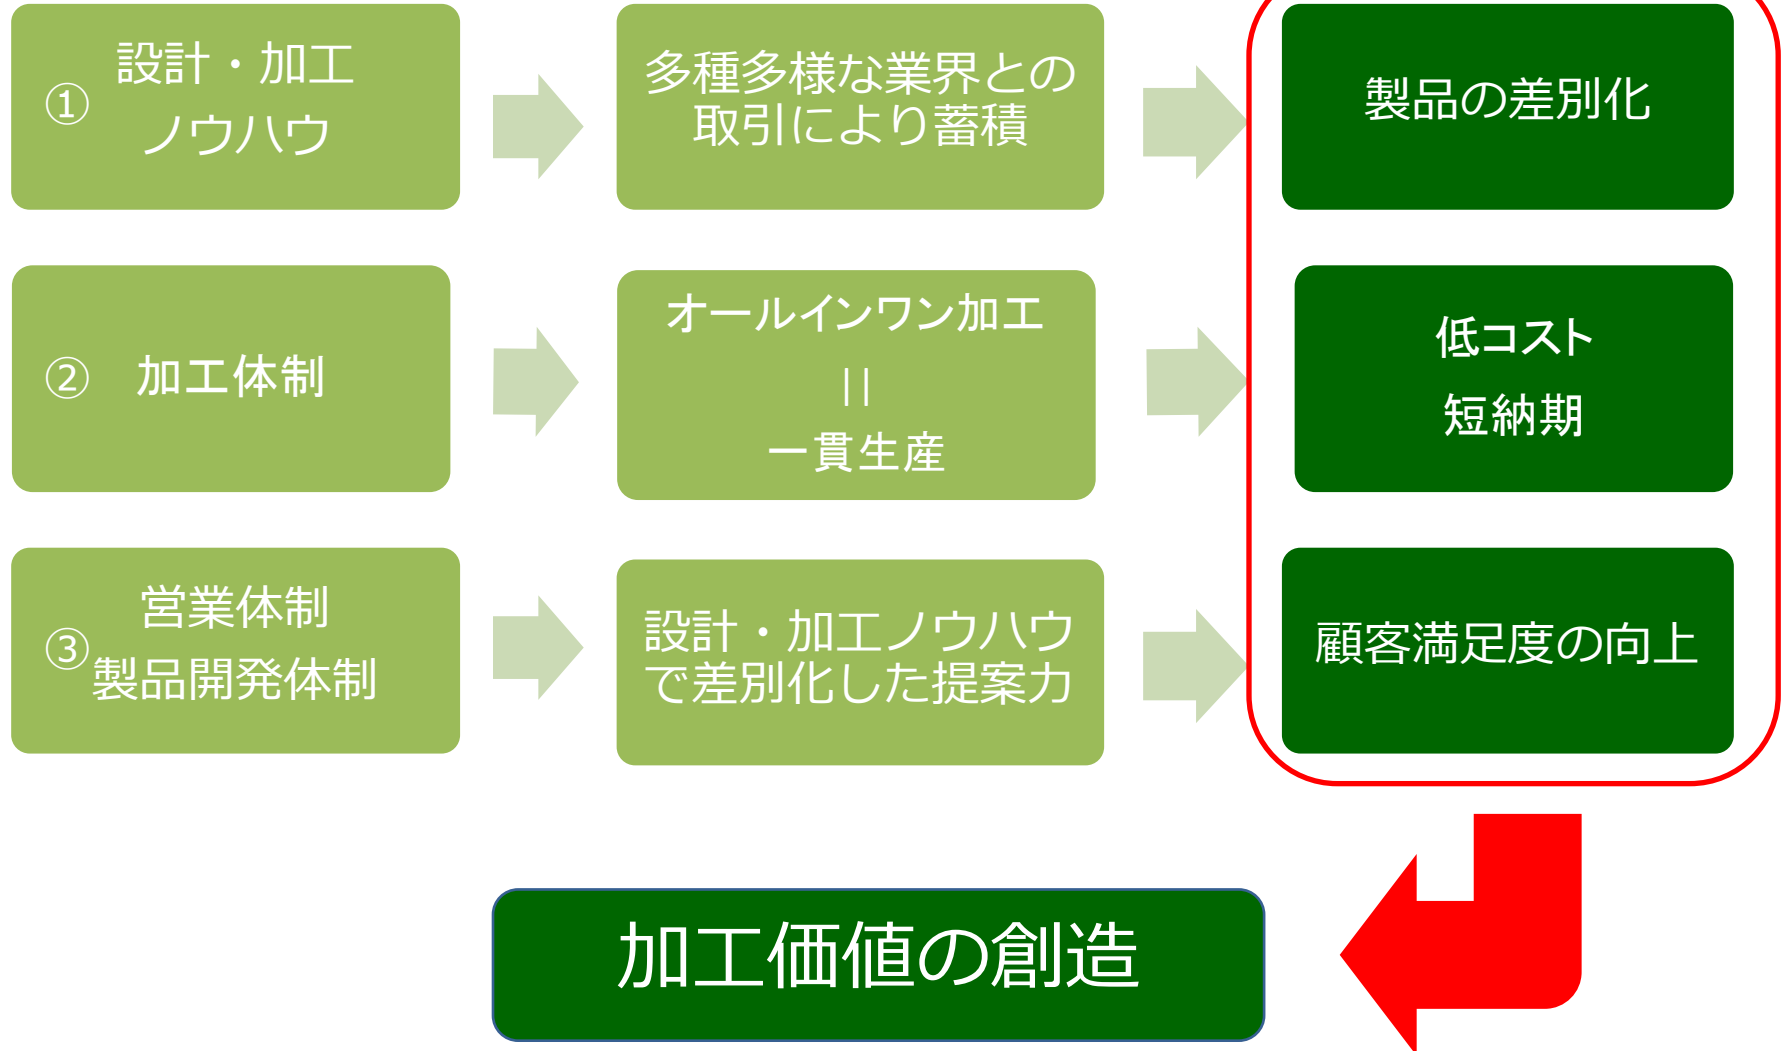 ①
設計・加工
ノウハウ
多種多様な業界との
取引により蓄積
製品の差別化
② 加工体制
オールインワン加工
||
一貫生産
低コスト
短納期
③
営業体制
製品開発体制
設計・加工ノウハウ
で差別化した提案力
顧客満足度の向上
加工価値の創造